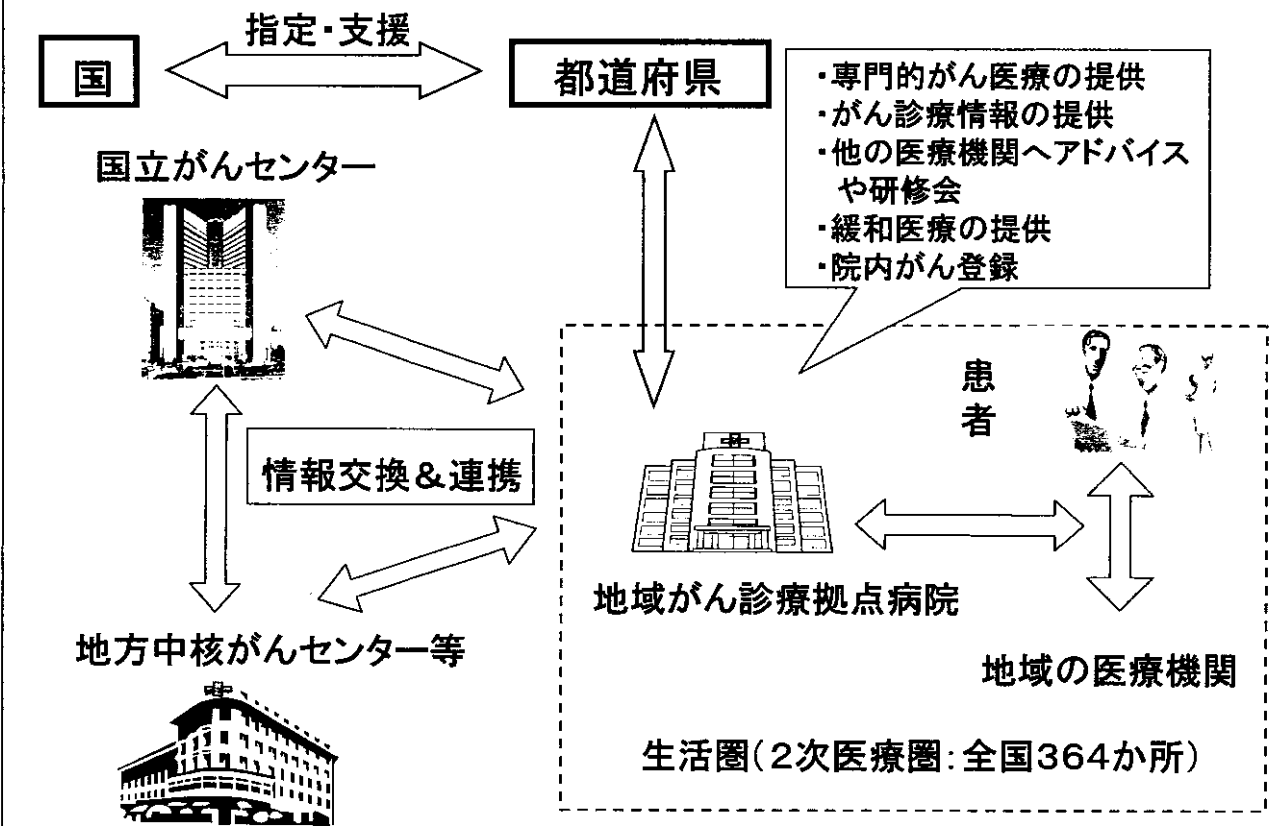 指定・支援
国
都道府県
・専門的がん医療の提供
・がん診療情報の提供
・他の医療機関へアドバイス
や研修会
・緩和医療の提供
・院内がん登録
国立がんセンター
患
者
情報交換＆連携
地域がん診療拠点病院
地方中核がんセンター等
地域の医療機関
生活圏(2次医療圏:全国364か所)